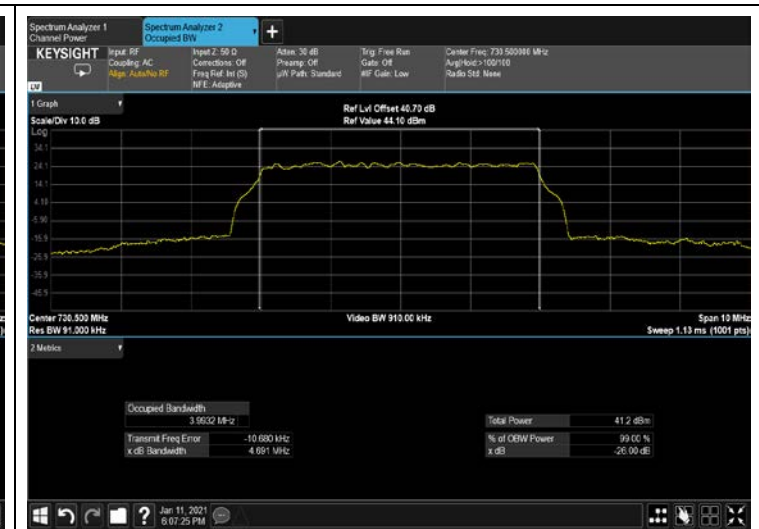 Spectrum Analyzer 1
Channel Power
Spectrum Analyzer 2
Occupied BW
+
KEYSIGHT
Input: RF
Coupling: AC
Align: Auto/No RF
Input Z: 50 Ω
Corrections: Off
Freq Ref: Int (S)
NFE: Adaptive
Atten: 30 dB
Preamp: Off
µW Path: Standard
Trig: Free Run
Gate: Off
#IF Gain: Low
Center Freq: 730.500000 MHz
Avg|Hold:>100/100
Radio Std: None
1 Graph
Scale/Div 10.0 dB
Ref Lvl Offset 40.70 dB
Ref Value 44.10 dBm
Log
34.1
24.1
14.1
4.10
-5.90
-15.9
-25.9
-35.9
-45.9
Center 730.500 MHz
Res BW 91.000 kHz
Video BW 910.00 kHz
Span 10 MHz
Sweep 1.13 ms (1001 pts)
2 Metrics
Occupied Bandwidth
Transmit Freq Error -10.680 kHz
x dB Bandwidth 4.691 MHz
Total Power 41.2 dBm
% of OBW Power 99.00 %
x dB -26.00 dB
Jan 11, 2021
6:07:25 PM